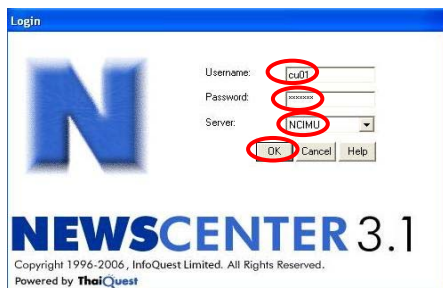 Login
N
Username: cu01
Password: xxxxxxx
Server: NCIMU
OK Cancel Help
NEWSCENTER 3.1
Copyright 1996-2006, InfoQuest Limited. All Rights Reserved.
Powered by ThaiQuest